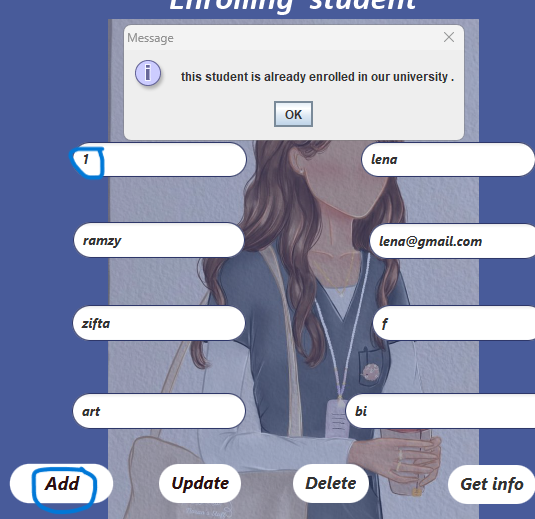 Enrolling student
Message
this student is already enrolled in our university .
OK
1
lena
ramzy
lena@gmail.com
zifta
f
art
bi
Add
Update
Delete
Get info